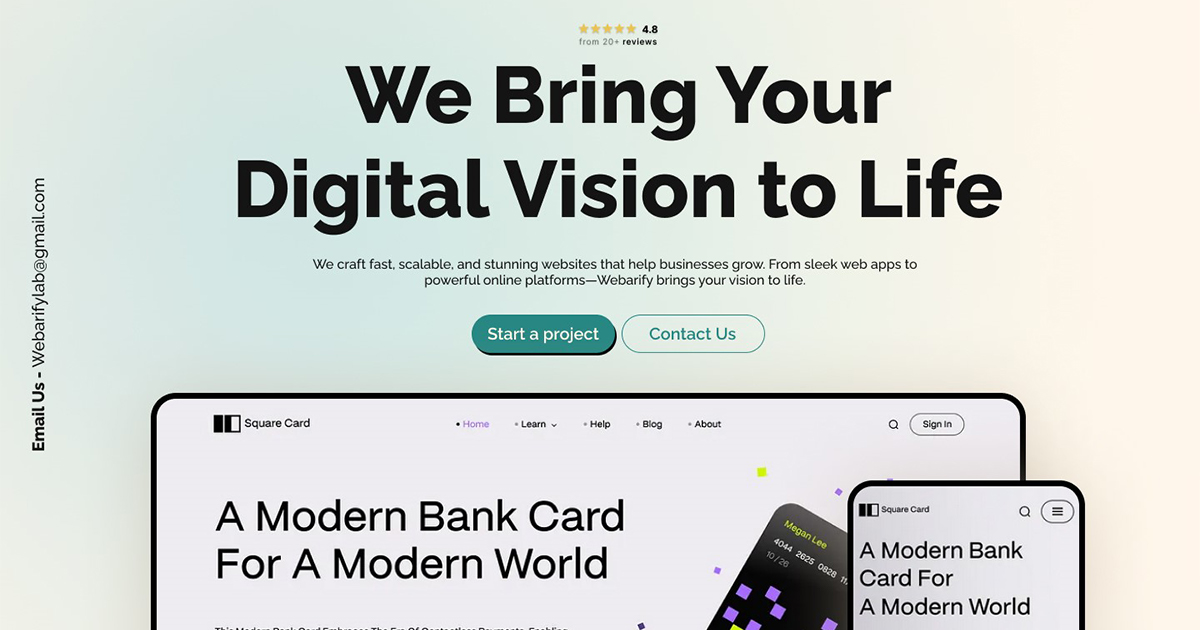 4.8
from 20+ reviews
We Bring Your
Digital Vision to Life
We craft fast, scalable, and stunning websites that help businesses grow. From sleek web apps to
powerful online platforms—Webarify brings your vision to life.
Start a project
Contact Us
Email Us - Webarifylab@gmail.com
Square Card
Home
Learn
Help
Blog
About
Sign In
A Modern Bank Card
For A Modern World
Megan Lee
4044 2625 0828 11
10/26
Square Card
A Modern Bank
Card For
A Modern World